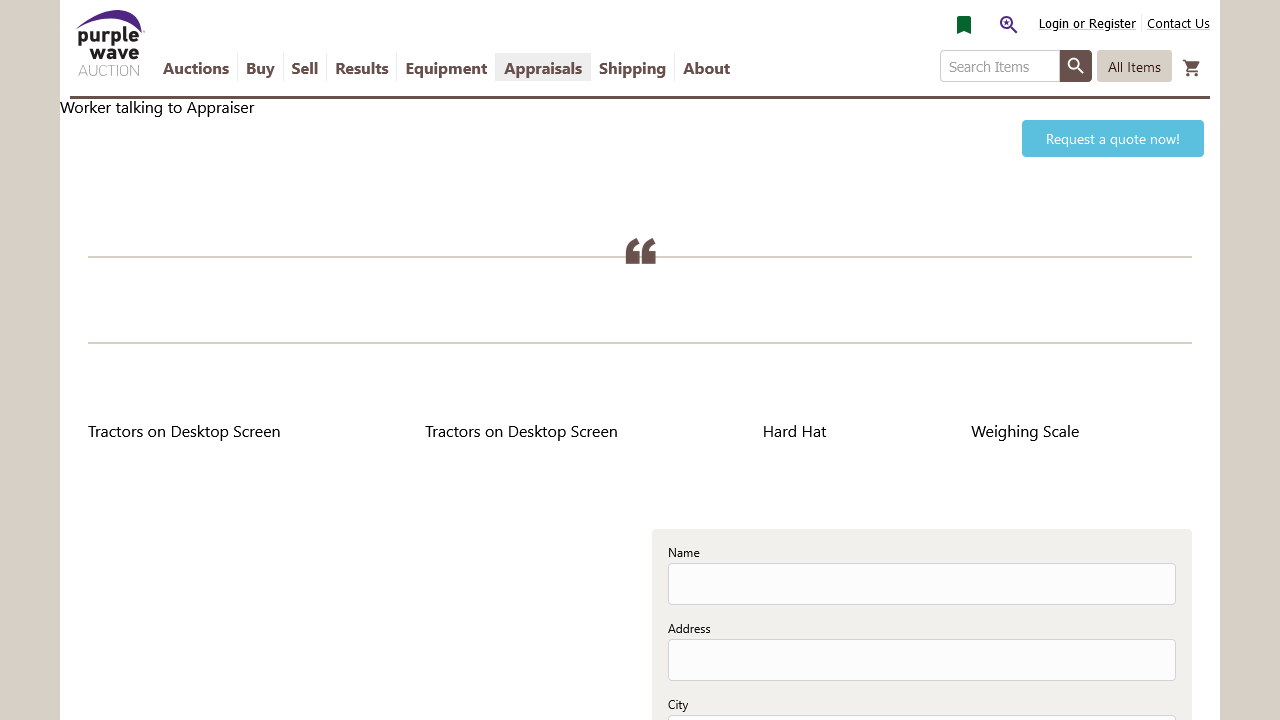 purple
wave
AUCTION
Login or Register
Contact Us
Auctions
Buy
Sell
Results
Equipment
Appraisals
Shipping
About
Search Items
All Items
Worker talking to Appraiser
Request a quote now!
Tractors on Desktop Screen
Tractors on Desktop Screen
Hard Hat
Weighing Scale
Name
Address
City